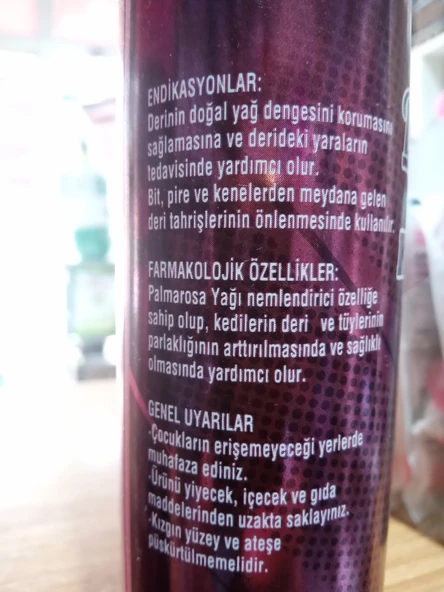 ENDİKASYONLAR:
Derinin doğal yağ dengesini korumasını
sağlamasına ve derideki yaraların
tedavisinde yardımcı olur.
Bit, pire ve kenelerden meydana gelen
deri tahrişlerinin önlenmesinde kullanılır.
FARMAKOLOJİK ÖZELLİKLER:
Palmarosa Yağı nemlendirici özelliğe
sahip olup, kedilerin deri ve tüylerinin
parlaklığının arttırılmasında ve sağlıklı
olmasında yardımcı olur.
GENEL UYARILAR
-Çocukların erişemeyeceği yerlerde
muhafaza ediniz.
-Ürünü yiyecek, içecek ve gıda
maddelerinden uzakta saklayınız.
-Kızgın yüzey ve ateşe
püskürtülmemelidir.